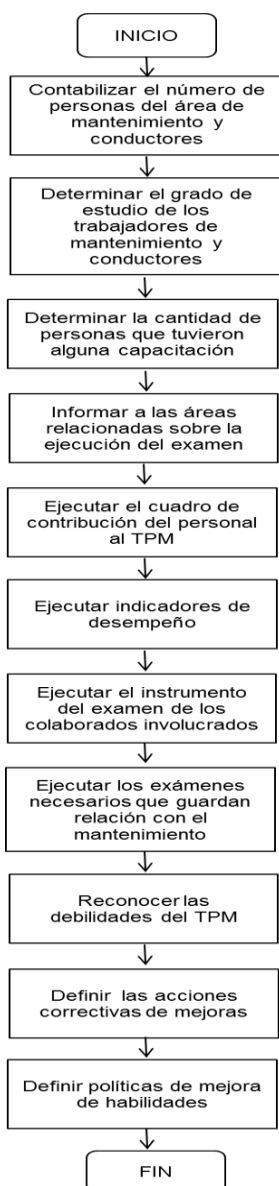 INICIO
Contabilizar el número de
personas del área de
mantenimiento y
conductores
Determinar el grado de
estudio de los
trabajadores de
mantenimiento y
conductores
Determinar la cantidad de
personas que tuvieron
alguna capacitación
Informar a las áreas
relacionadas sobre la
ejecución del examen
Ejecutar el cuadro de
contribución del personal
al TPM
Ejecutar indicadores de
desempeño
Ejecutar el instrumento
del examen de los
colaborados involucrados
Ejecutar los exámenes
necesarios que guardan
relación con el
mantenimiento
Reconocer las
debilidades del TPM
Definir las acciones
correctivas de mejoras
Definir políticas de mejora
de habilidades
FIN